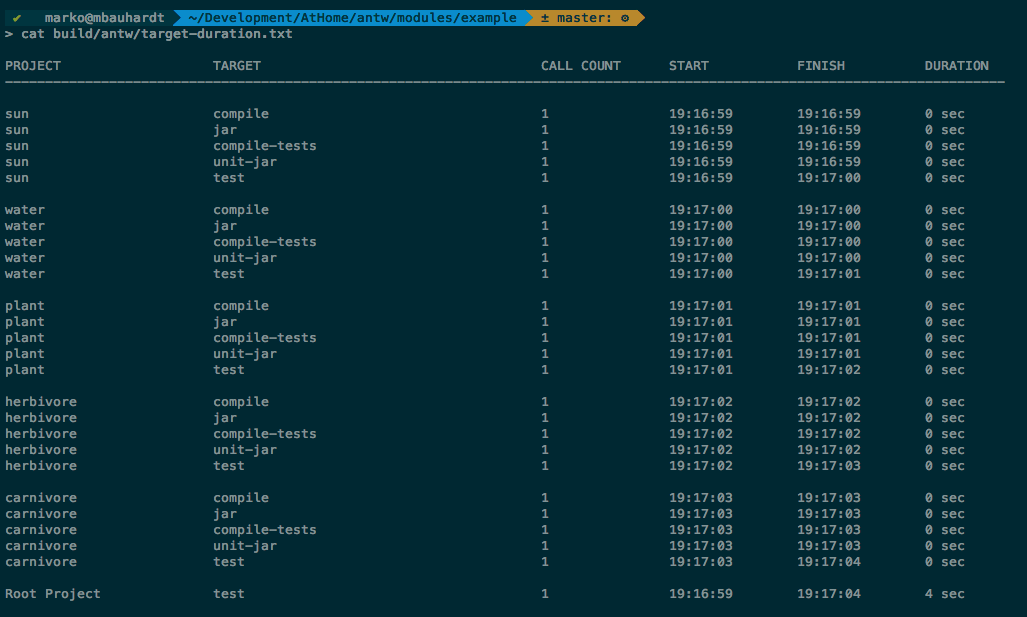 ✔ marko@mbauhardt ~/Development/AtHome/antw/modules/example ± master: ⚙
> cat build/antw/target-duration.txt
PROJECT TARGET CALL COUNT START FINISH DURATION
sun compile 1 19:16:59 19:16:59 0 sec
sun jar 1 19:16:59 19:16:59 0 sec
sun compile-tests 1 19:16:59 19:16:59 0 sec
sun unit-jar 1 19:16:59 19:16:59 0 sec
sun test 1 19:16:59 19:17:00 0 sec
water compile 1 19:17:00 19:17:00 0 sec
water jar 1 19:17:00 19:17:00 0 sec
water compile-tests 1 19:17:00 19:17:00 0 sec
water unit-jar 1 19:17:00 19:17:00 0 sec
water test 1 19:17:00 19:17:01 0 sec
plant compile 1 19:17:01 19:17:01 0 sec
plant jar 1 19:17:01 19:17:01 0 sec
plant compile-tests 1 19:17:01 19:17:01 0 sec
plant unit-jar 1 19:17:01 19:17:01 0 sec
plant test 1 19:17:01 19:17:02 0 sec
herbivore compile 1 19:17:02 19:17:02 0 sec
herbivore jar 1 19:17:02 19:17:02 0 sec
herbivore compile-tests 1 19:17:02 19:17:02 0 sec
herbivore unit-jar 1 19:17:02 19:17:02 0 sec
herbivore test 1 19:17:02 19:17:03 0 sec
carnivore compile 1 19:17:03 19:17:03 0 sec
carnivore jar 1 19:17:03 19:17:03 0 sec
carnivore compile-tests 1 19:17:03 19:17:03 0 sec
carnivore unit-jar 1 19:17:03 19:17:03 0 sec
carnivore test 1 19:17:03 19:17:04 0 sec
Root Project test 1 19:16:59 19:17:04 4 sec